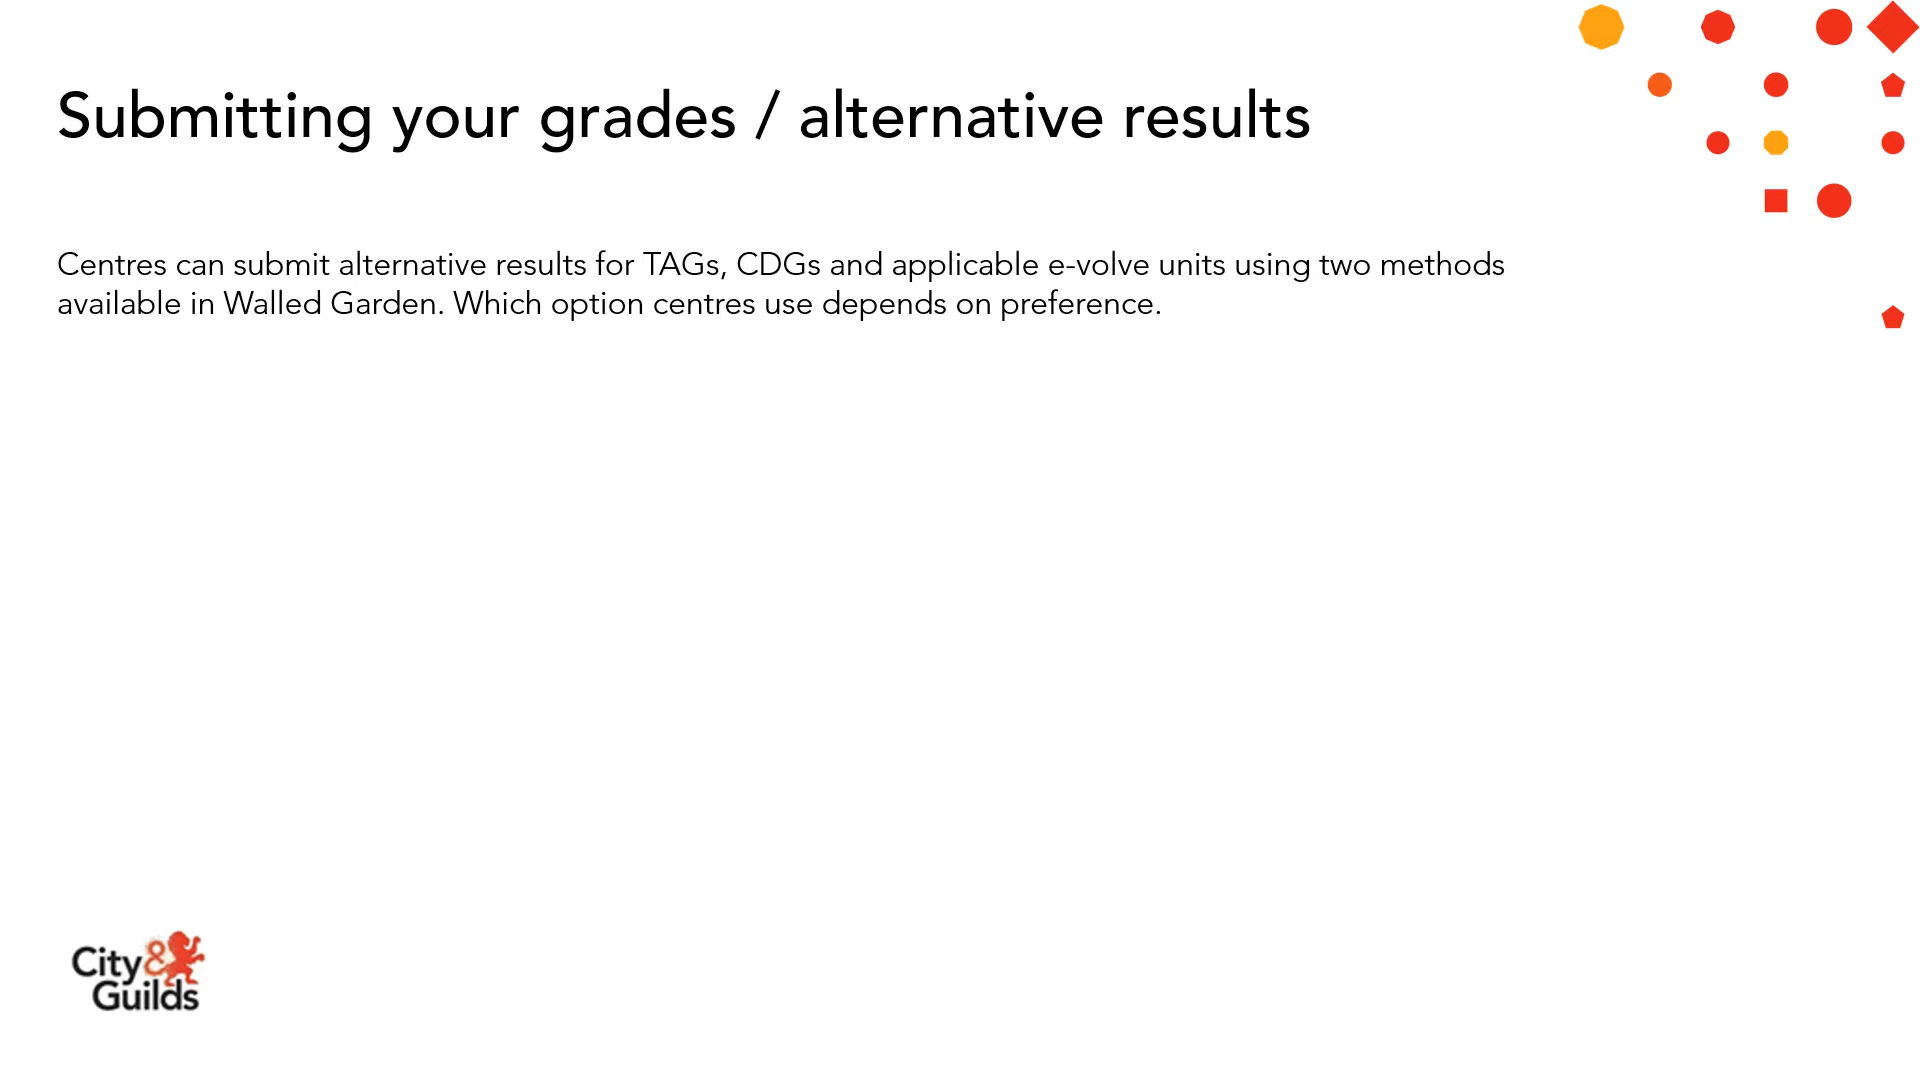 Submitting your grades / alternative results
Centres can submit alternative results for TAGs, CDGs and applicable e-volve units using two methods
available in Walled Garden. Which option centres use depends on preference.
City&
Guilds